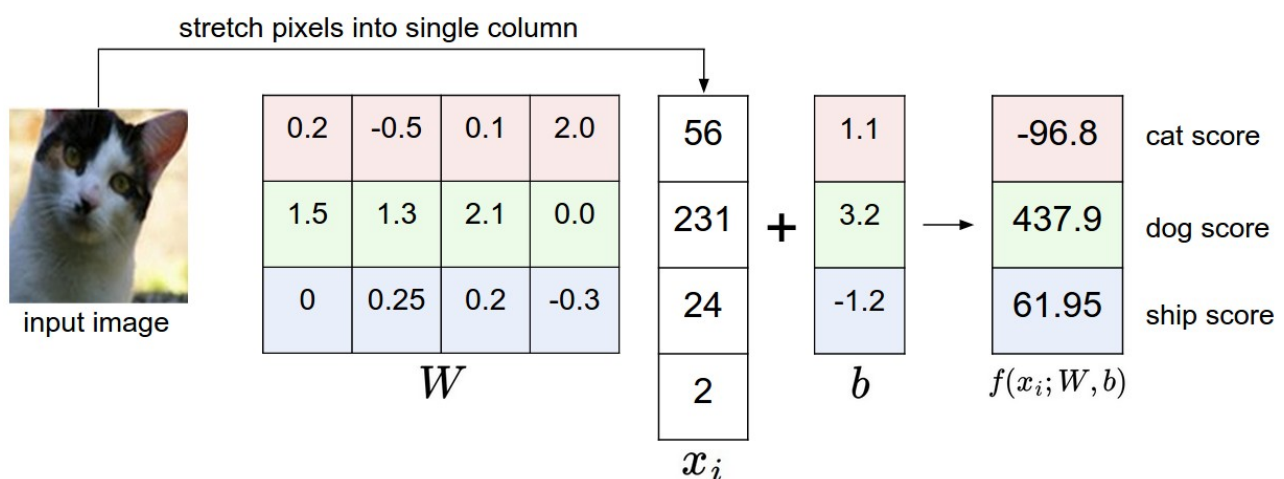 stretch pixels into single column
input image
0.2 -0.5 0.1 2.0
1.5 1.3 2.1 0.0
0 0.25 0.2 -0.3
W
56
231
24
2
x_i
+
1.1
3.2
-1.2
b
-96.8 cat score
437.9 dog score
61.95 ship score
f(x_i; W, b)